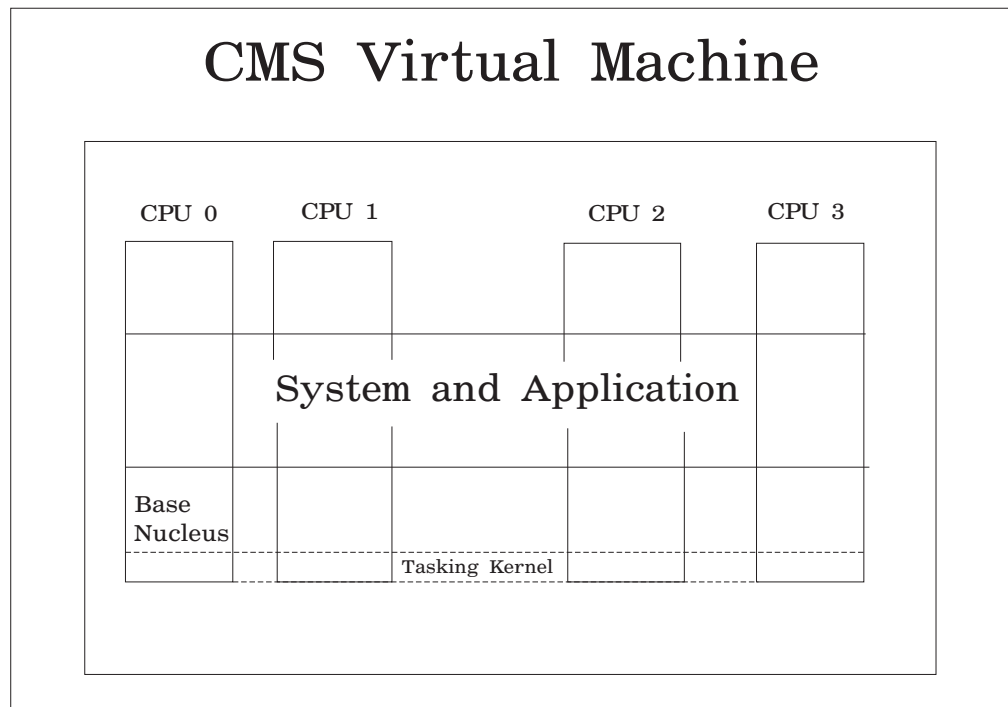 CMS Virtual Machine
CPU 0 CPU 1 CPU 2 CPU 3
System and Application
Base
Nucleus
Tasking Kernel